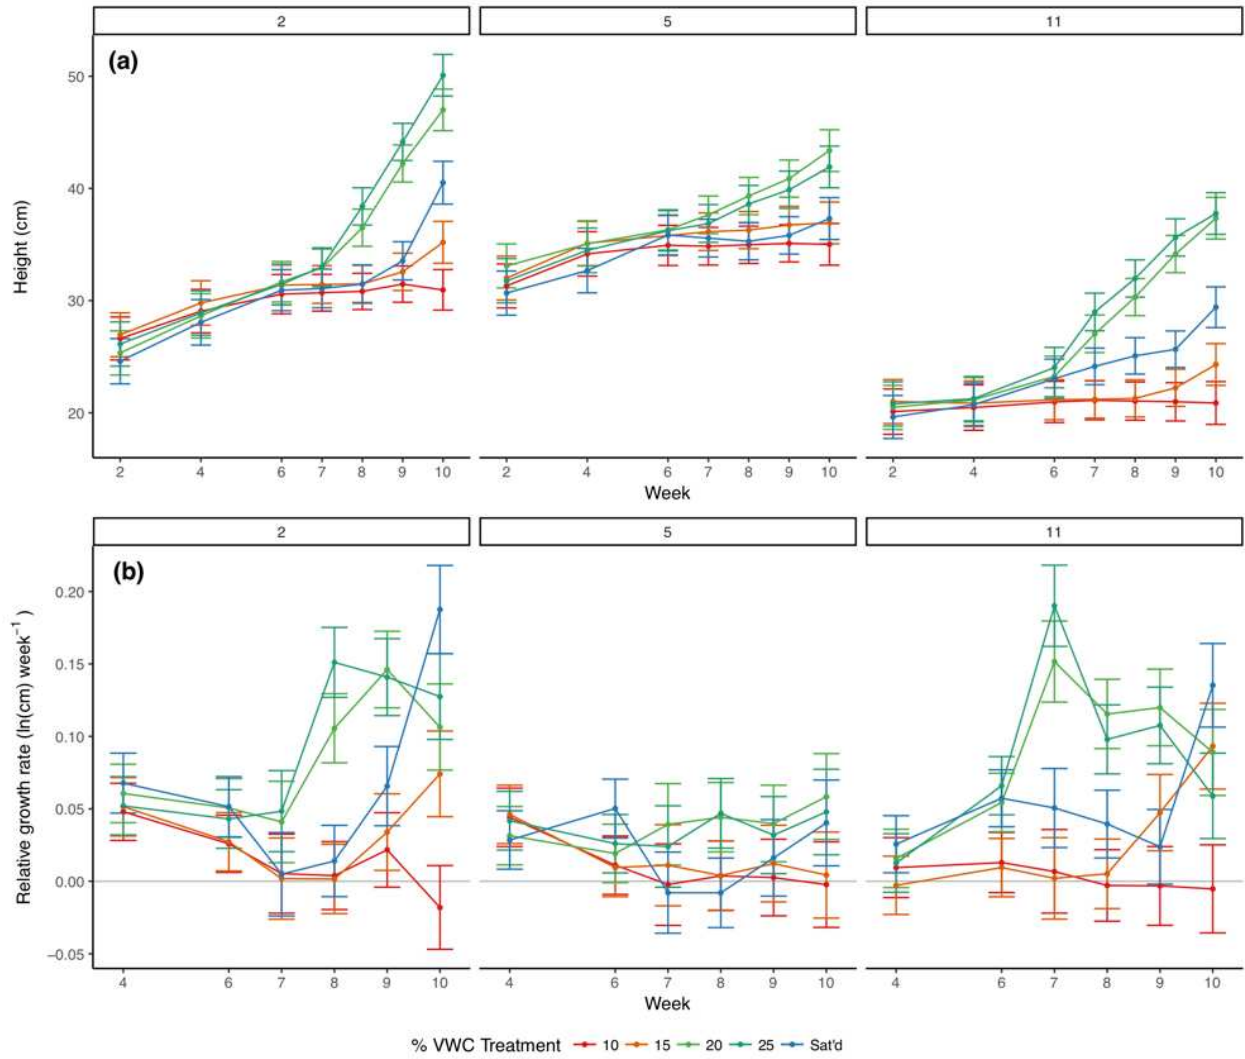 2 5 11
(a)
50
40
30
20
Height (cm)
2 4 6 7 8 9 10 2 4 6 7 8 9 10 2 4 6 7 8 9 10
Week
2 5 11
(b)
0.20
0.15
0.10
0.05
0.00
−0.05
Relative growth rate (ln(cm) week⁻¹ )
4 6 7 8 9 10 4 6 7 8 9 10 4 6 7 8 9 10
Week
% VWC Treatment 10 15 20 25 Sat'd